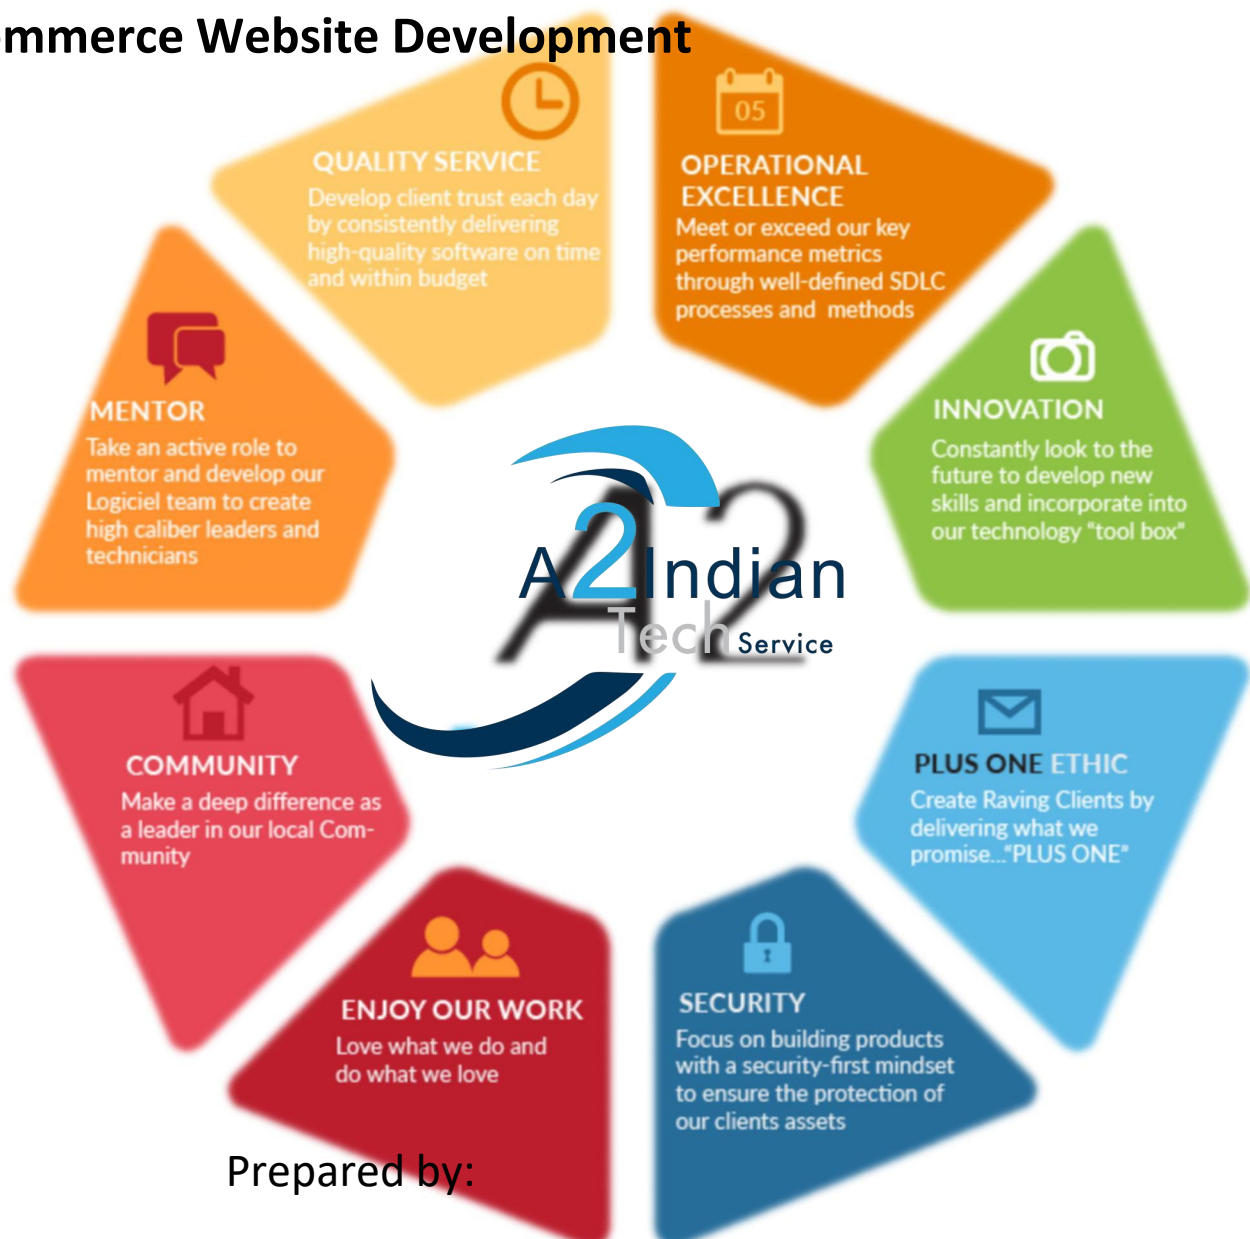 mmerce Website Development
05
QUALITY SERVICE
Develop client trust each day
by consistently delivering
high-quality software on time
and within budget
OPERATIONAL
EXCELLENCE
Meet or exceed our key
performance metrics
through well-defined SDLC
processes and methods
MENTOR
Take an active role to
mentor and develop our
Logiciel team to create
high caliber leaders and
technicians
INNOVATION
Constantly look to the
future to develop new
skills and incorporate into
our technology "tool box"
A2
A2Indian
Tech Service
COMMUNITY
Make a deep difference as
a leader in our local Com-
munity
PLUS ONE ETHIC
Create Raving Clients by
delivering what we
promise..."PLUS ONE"
ENJOY OUR WORK
Love what we do and
do what we love
SECURITY
Focus on building products
with a security-first mindset
to ensure the protection of
our clients assets
Prepared by: